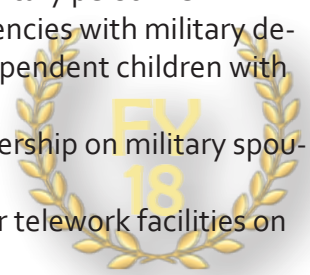 encies with military de-
pendent children with
FY
ership on military spou-
18
r telework facilities on